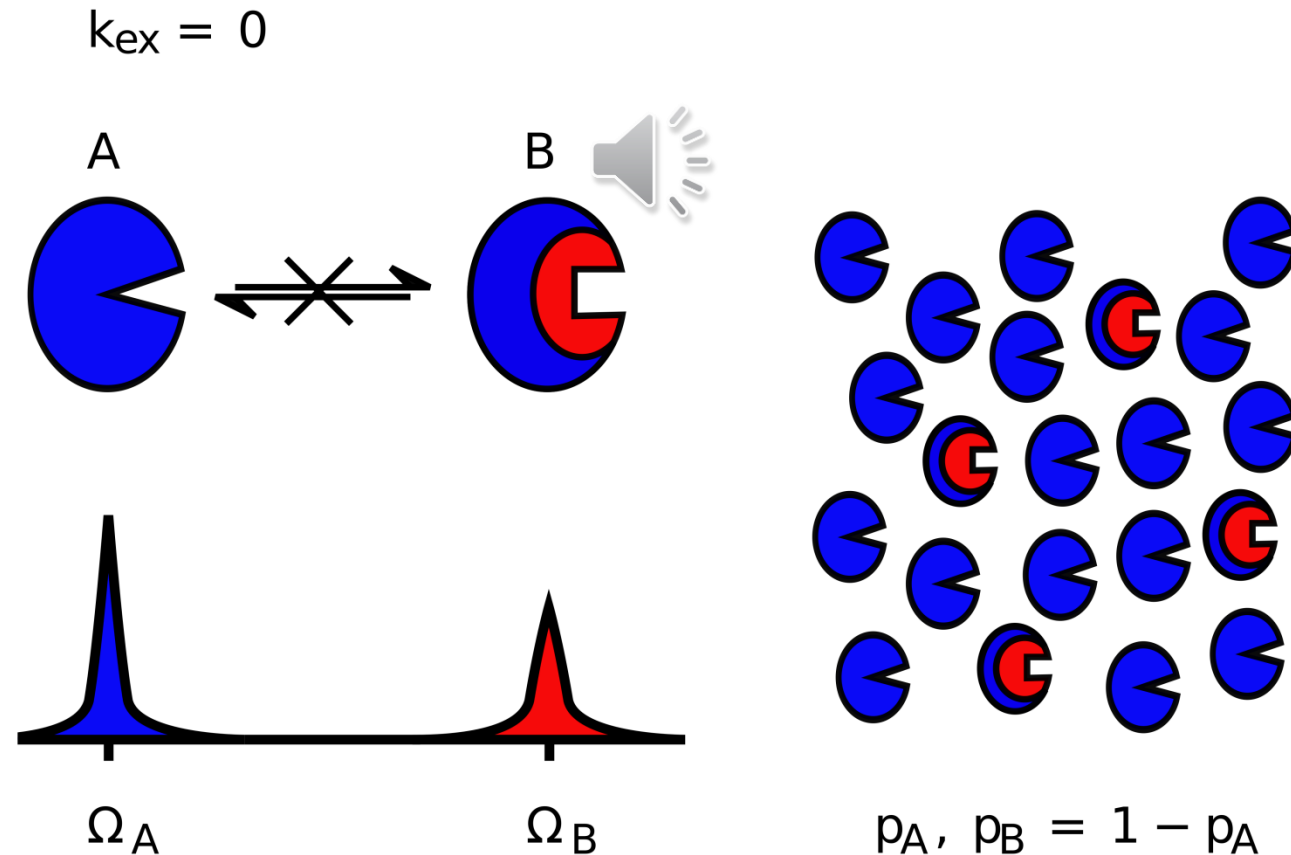 kex = 0
A
B
ΩA
ΩB
pA, pB = 1 − pA